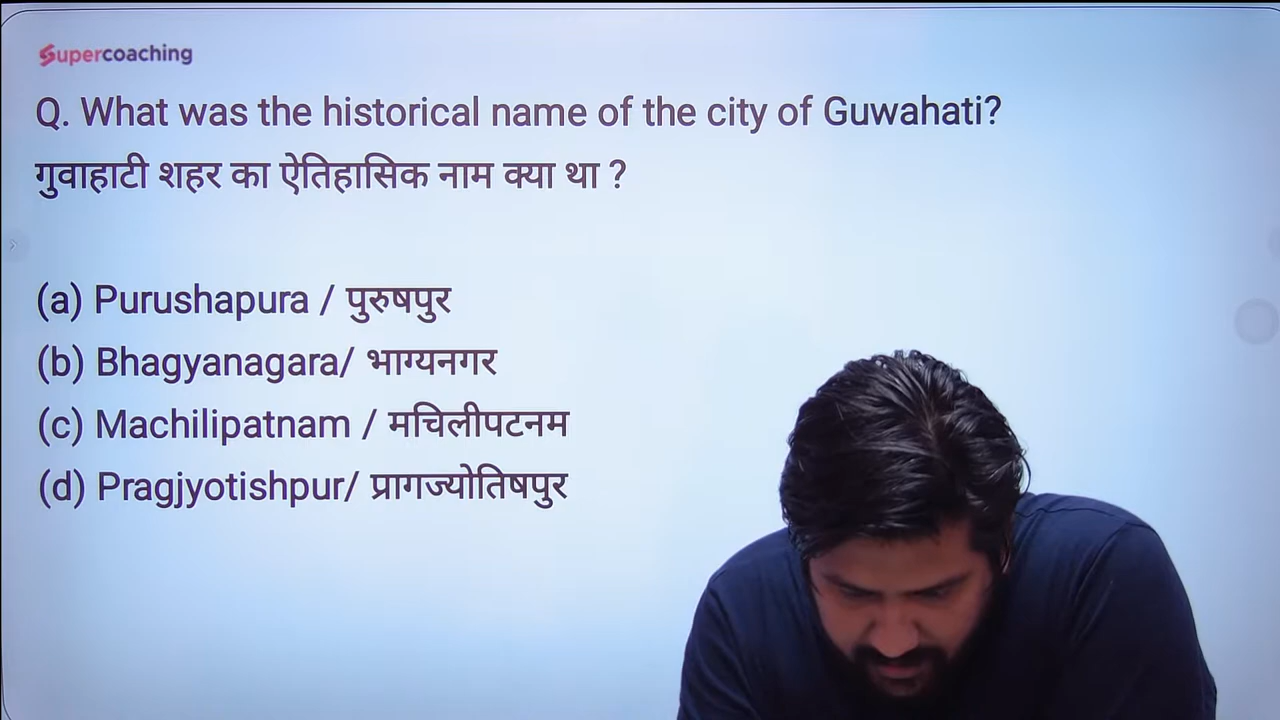 Supercoaching
Q. What was the historical name of the city of Guwahati?
गुवाहाटी शहर का ऐतिहासिक नाम क्या था ?
(a) Purushapura / पुरुषपुर
(b) Bhagyanagara/ भाग्यनगर
(c) Machilipatnam / मचिलीपटनम
(d) Pragjyotishpur/ प्रागज्योतिषपुर